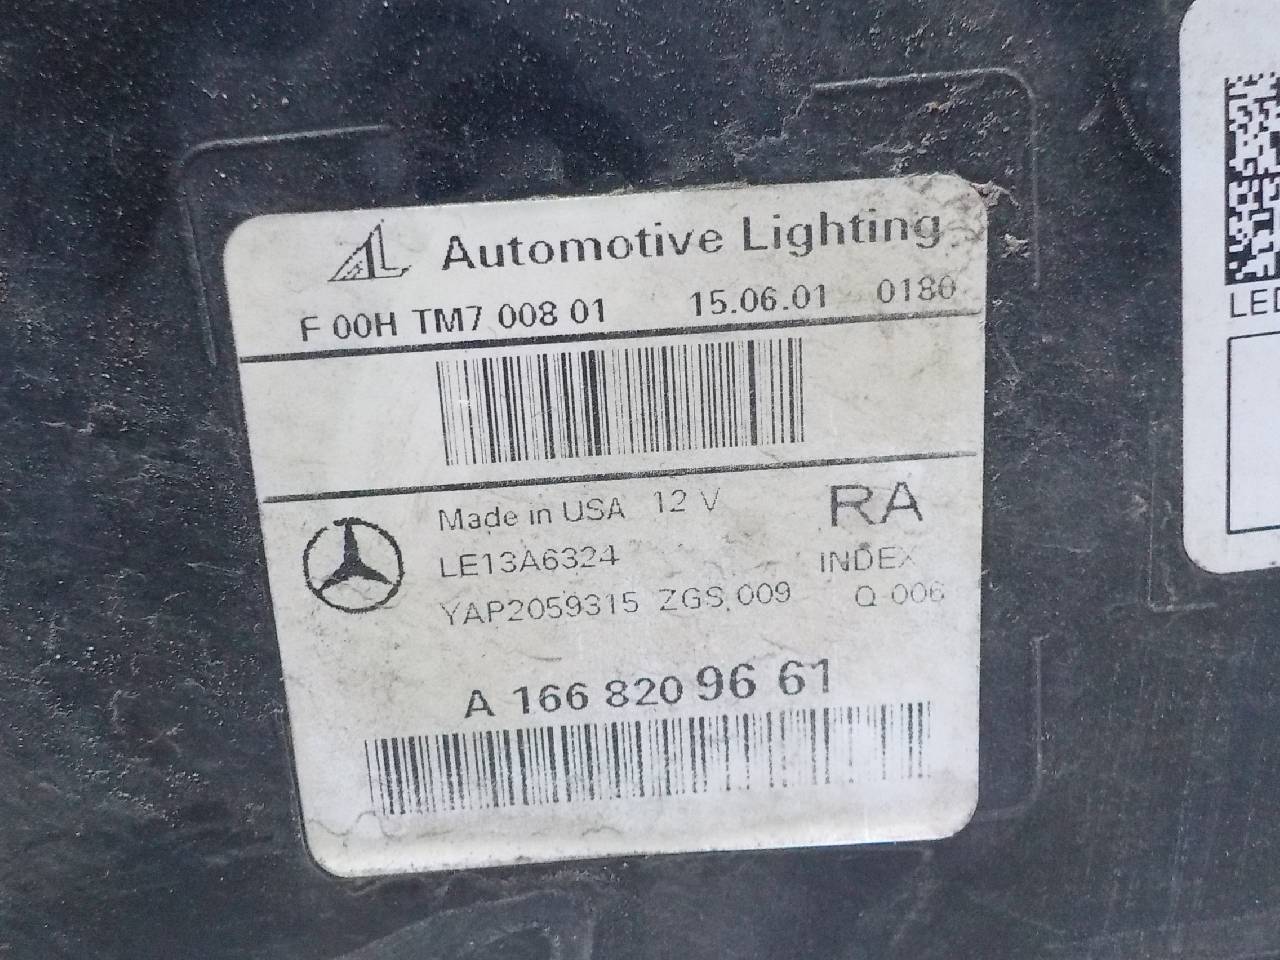 AL Automotive Lighting
F 00H TM7 008 01 15.06.01 0180
Made in USA 12 V RA
LE13A6324 INDEX
YAP2059315 ZGS 009 Q 006
A 166 820 96 61
LED